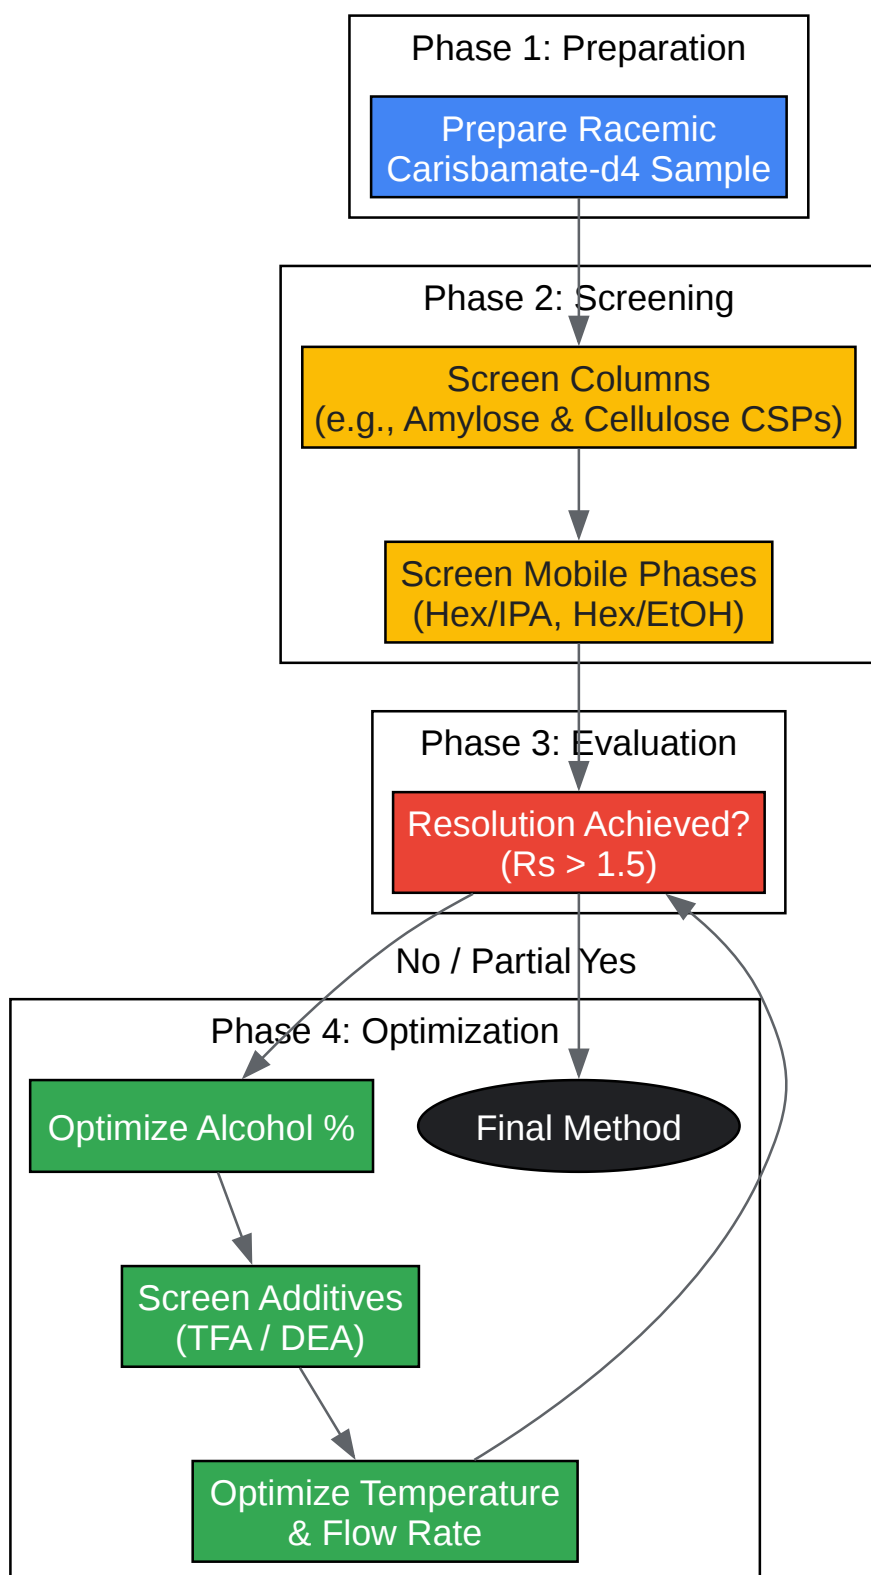 Phase 1: Preparation
Prepare Racemic
Carisbamate-d4 Sample
Phase 2: Screening
Screen Columns
(e.g., Amylose & Cellulose CSPs)
Screen Mobile Phases
(Hex/IPA, Hex/EtOH)
Phase 3: Evaluation
Resolution Achieved?
(Rs > 1.5)
No / Partial
Yes
Phase 4: Optimization
Optimize Alcohol %
Final Method
Screen Additives
(TFA / DEA)
Optimize Temperature
& Flow Rate